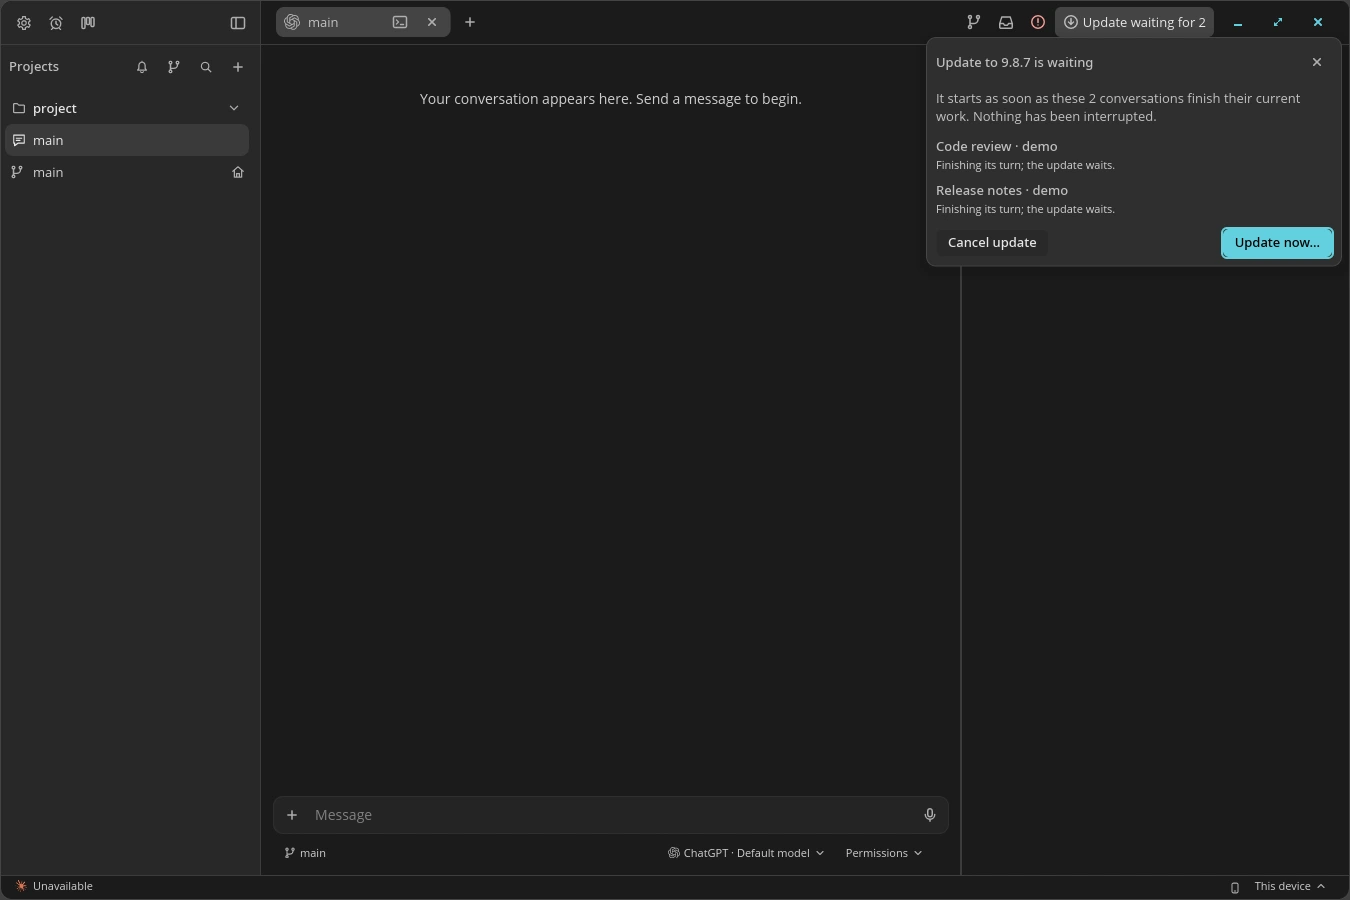 main
Update waiting for 2
Projects
project
main
main
Your conversation appears here. Send a message to begin.
Update to 9.8.7 is waiting
It starts as soon as these 2 conversations finish their current
work. Nothing has been interrupted.
Code review · demo
Finishing its turn; the update waits.
Release notes · demo
Finishing its turn; the update waits.
Cancel update
Update now...
Message
main
ChatGPT · Default model
Permissions
Unavailable
This device